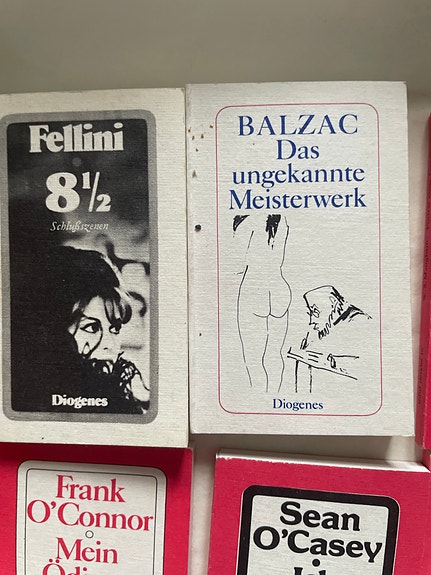 Fellini
8½
Schlußszenen
Diogenes
BALZAC
Das
ungekannte
Meisterwerk
Diogenes
Frank
O'Connor
Mein
Sean
O'Casey